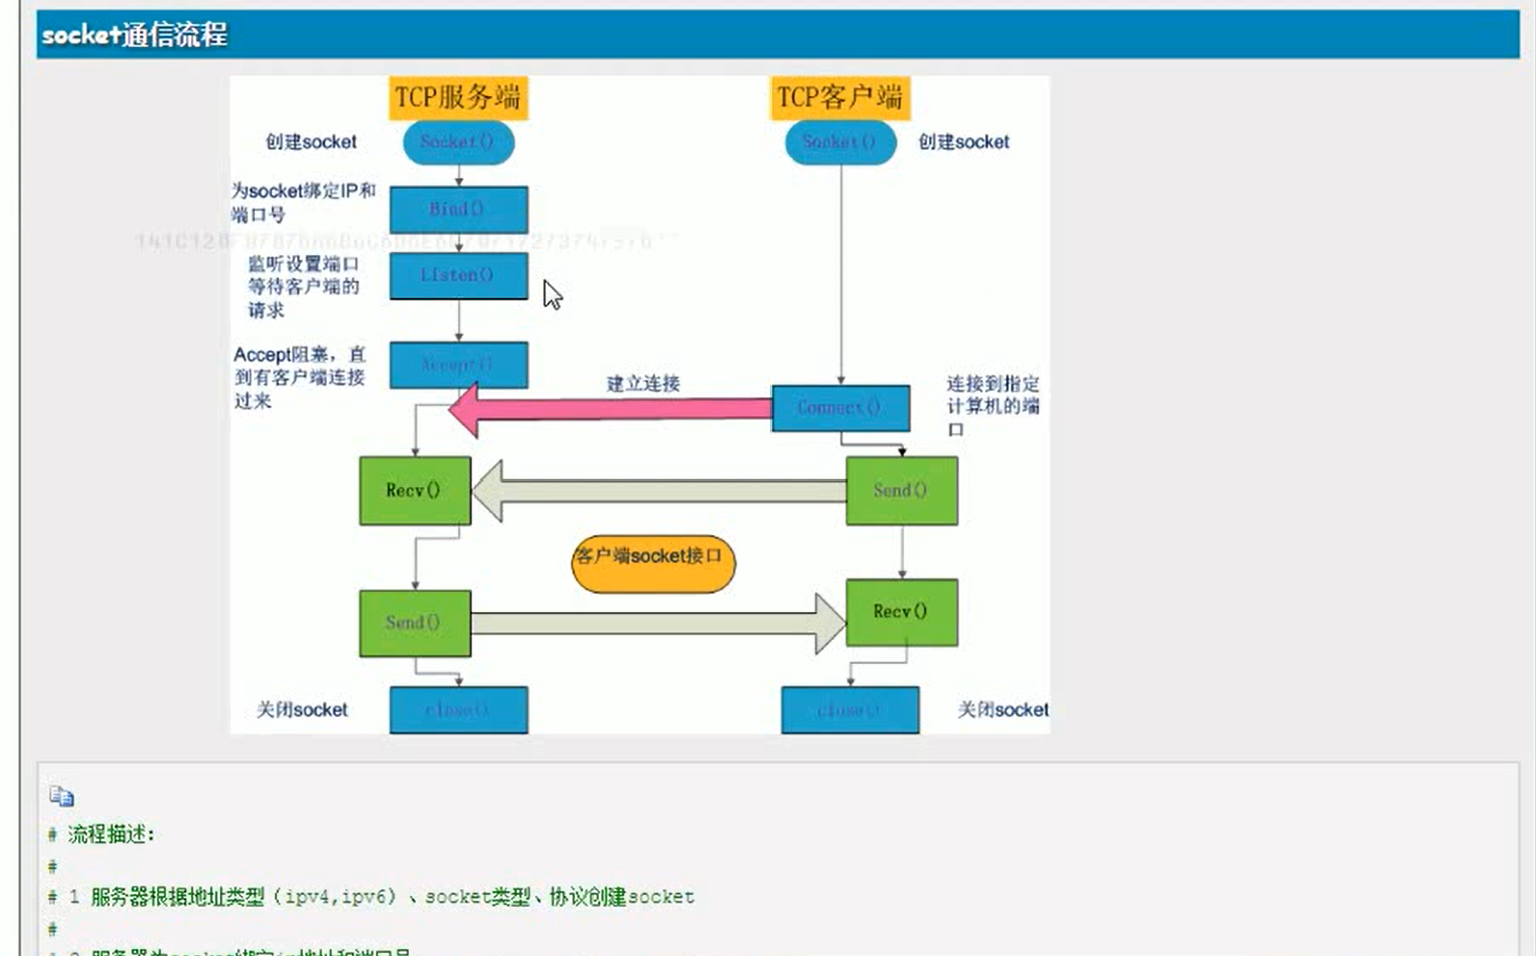 socket通信流程
TCP服务端
TCP客户端
创建socket
Socket()
Socket()
创建socket
为socket绑定IP和
端口号
Bind()
监听设置端口
等待客户端的
请求
Listen()
Accept阻塞，直
到有客户端连接
过来
Accept()
建立连接
Connect()
连接到指定
计算机的端
口
Recv()
Send()
客户端socket接口
Send()
Recv()
关闭socket
close()
close()
关闭socket
# 流程描述:
#
# 1 服务器根据地址类型（ipv4,ipv6）、socket类型、协议创建socket
#